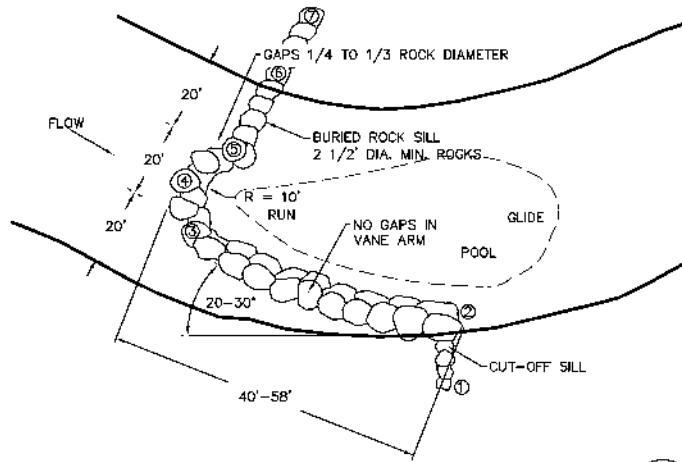 ⑦
GAPS 1/4 TO 1/3 ROCK DIAMETER
⑥
20'
FLOW
BURIED ROCK SILL
2 1/2' DIA. MIN. ROCKS
⑤
20'
④
R = 10'
RUN
20'
③
NO GAPS IN
VANE ARM
GLIDE
POOL
20-30°
②
CUT-OFF SILL
①
40'-58'